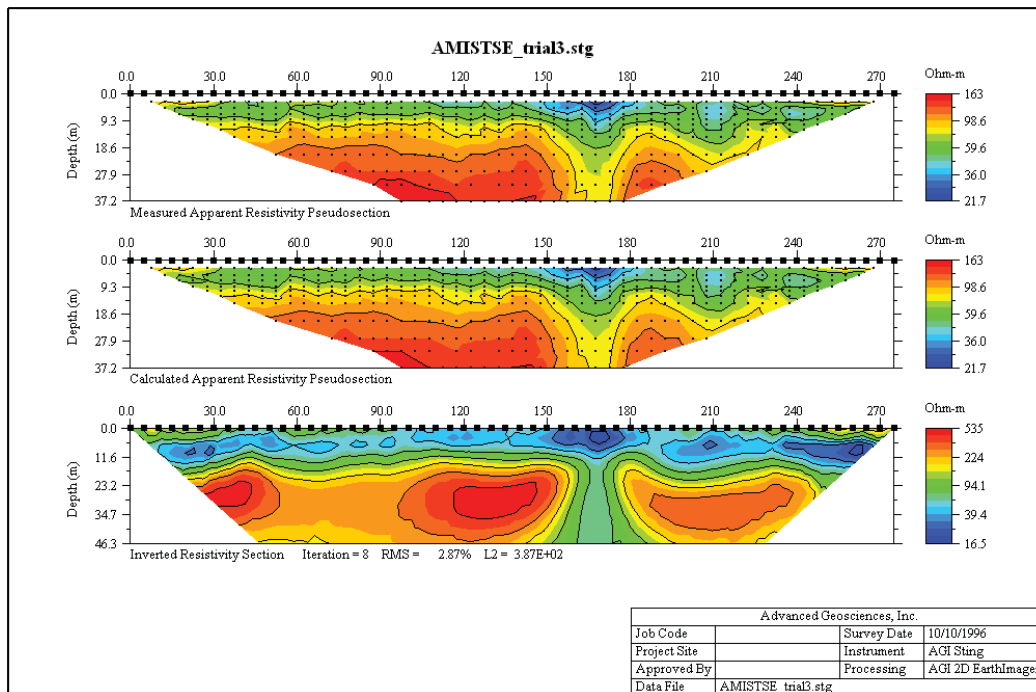 AMISTSE_trial3.stg
0.0 30.0 60.0 90.0 120 150 180 210 240 270 Ohm-m
0.0 163
9.3 98.6
18.6 59.6
27.9 36.0
37.2 21.7
Depth (m)
Measured Apparent Resistivity Pseudosection
0.0 30.0 60.0 90.0 120 150 180 210 240 270 Ohm-m
0.0 163
9.3 98.6
18.6 59.6
27.9 36.0
37.2 21.7
Depth (m)
Calculated Apparent Resistivity Pseudosection
0.0 30.0 60.0 90.0 120 150 180 210 240 270 Ohm-m
0.0 535
11.6 224
23.2 94.1
34.7 39.4
46.3 16.5
Depth (m)
Inverted Resistivity Section Iteration = 8 RMS = 2.87% L2 = 3.87E+02
Advanced Geosciences, Inc.
Job Code Survey Date 10/10/1996
Project Site Instrument AGI Sting
Approved By Processing AGI 2D EarthImage
Data File AMISTSE_trial3.stg